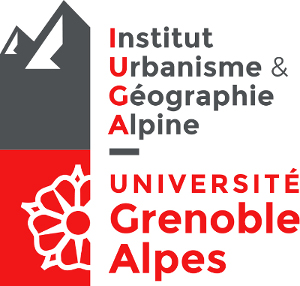 Institut
Urbanisme &
Géographie
Alpine
UNIVERSITÉ
Grenoble
Alpes